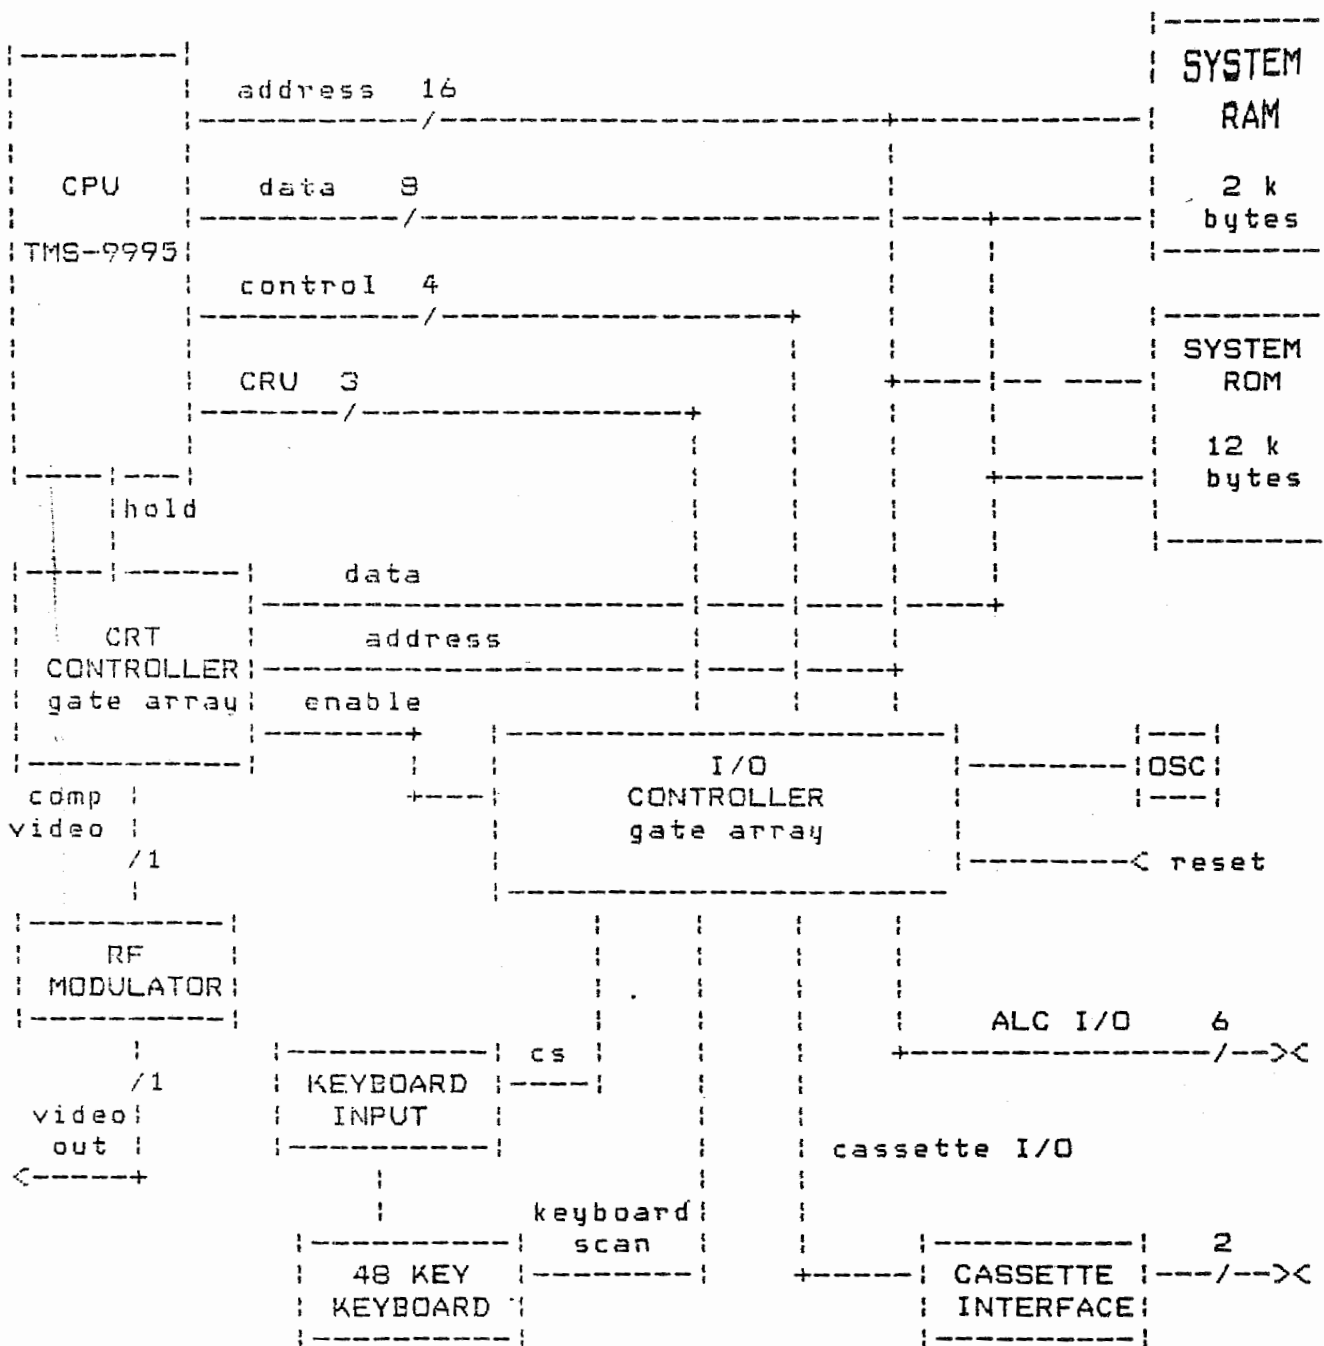 SYSTEM
RAM
2 k
bytes
address 16
CPU
TMS-9995
data 8
control 4
CRU 3
hold
SYSTEM
ROM
12 k
bytes
data
CRT
CONTROLLER
gate array
address
enable
I/O
CONTROLLER
gate array
OSC
reset
comp
video
/1
RF
MODULATOR
/1
video
out
KEYBOARD
INPUT
cs
ALC I/O 6
cassette I/O
keyboard
scan
48 KEY
KEYBOARD
CASSETTE
INTERFACE
2